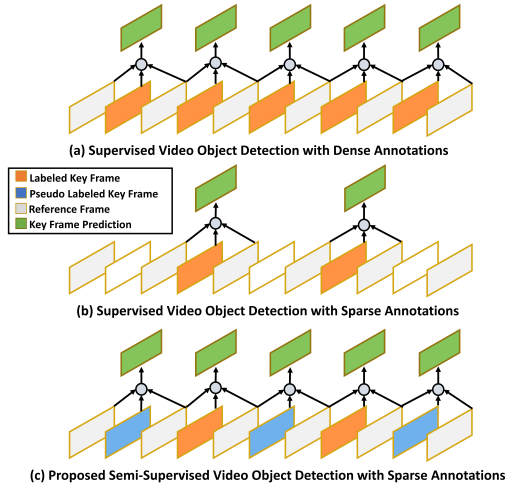 (a) Supervised Video Object Detection with Dense Annotations
Labeled Key Frame
Pseudo Labeled Key Frame
Reference Frame
Key Frame Prediction
(b) Supervised Video Object Detection with Sparse Annotations
(c) Proposed Semi-Supervised Video Object Detection with Sparse Annotations